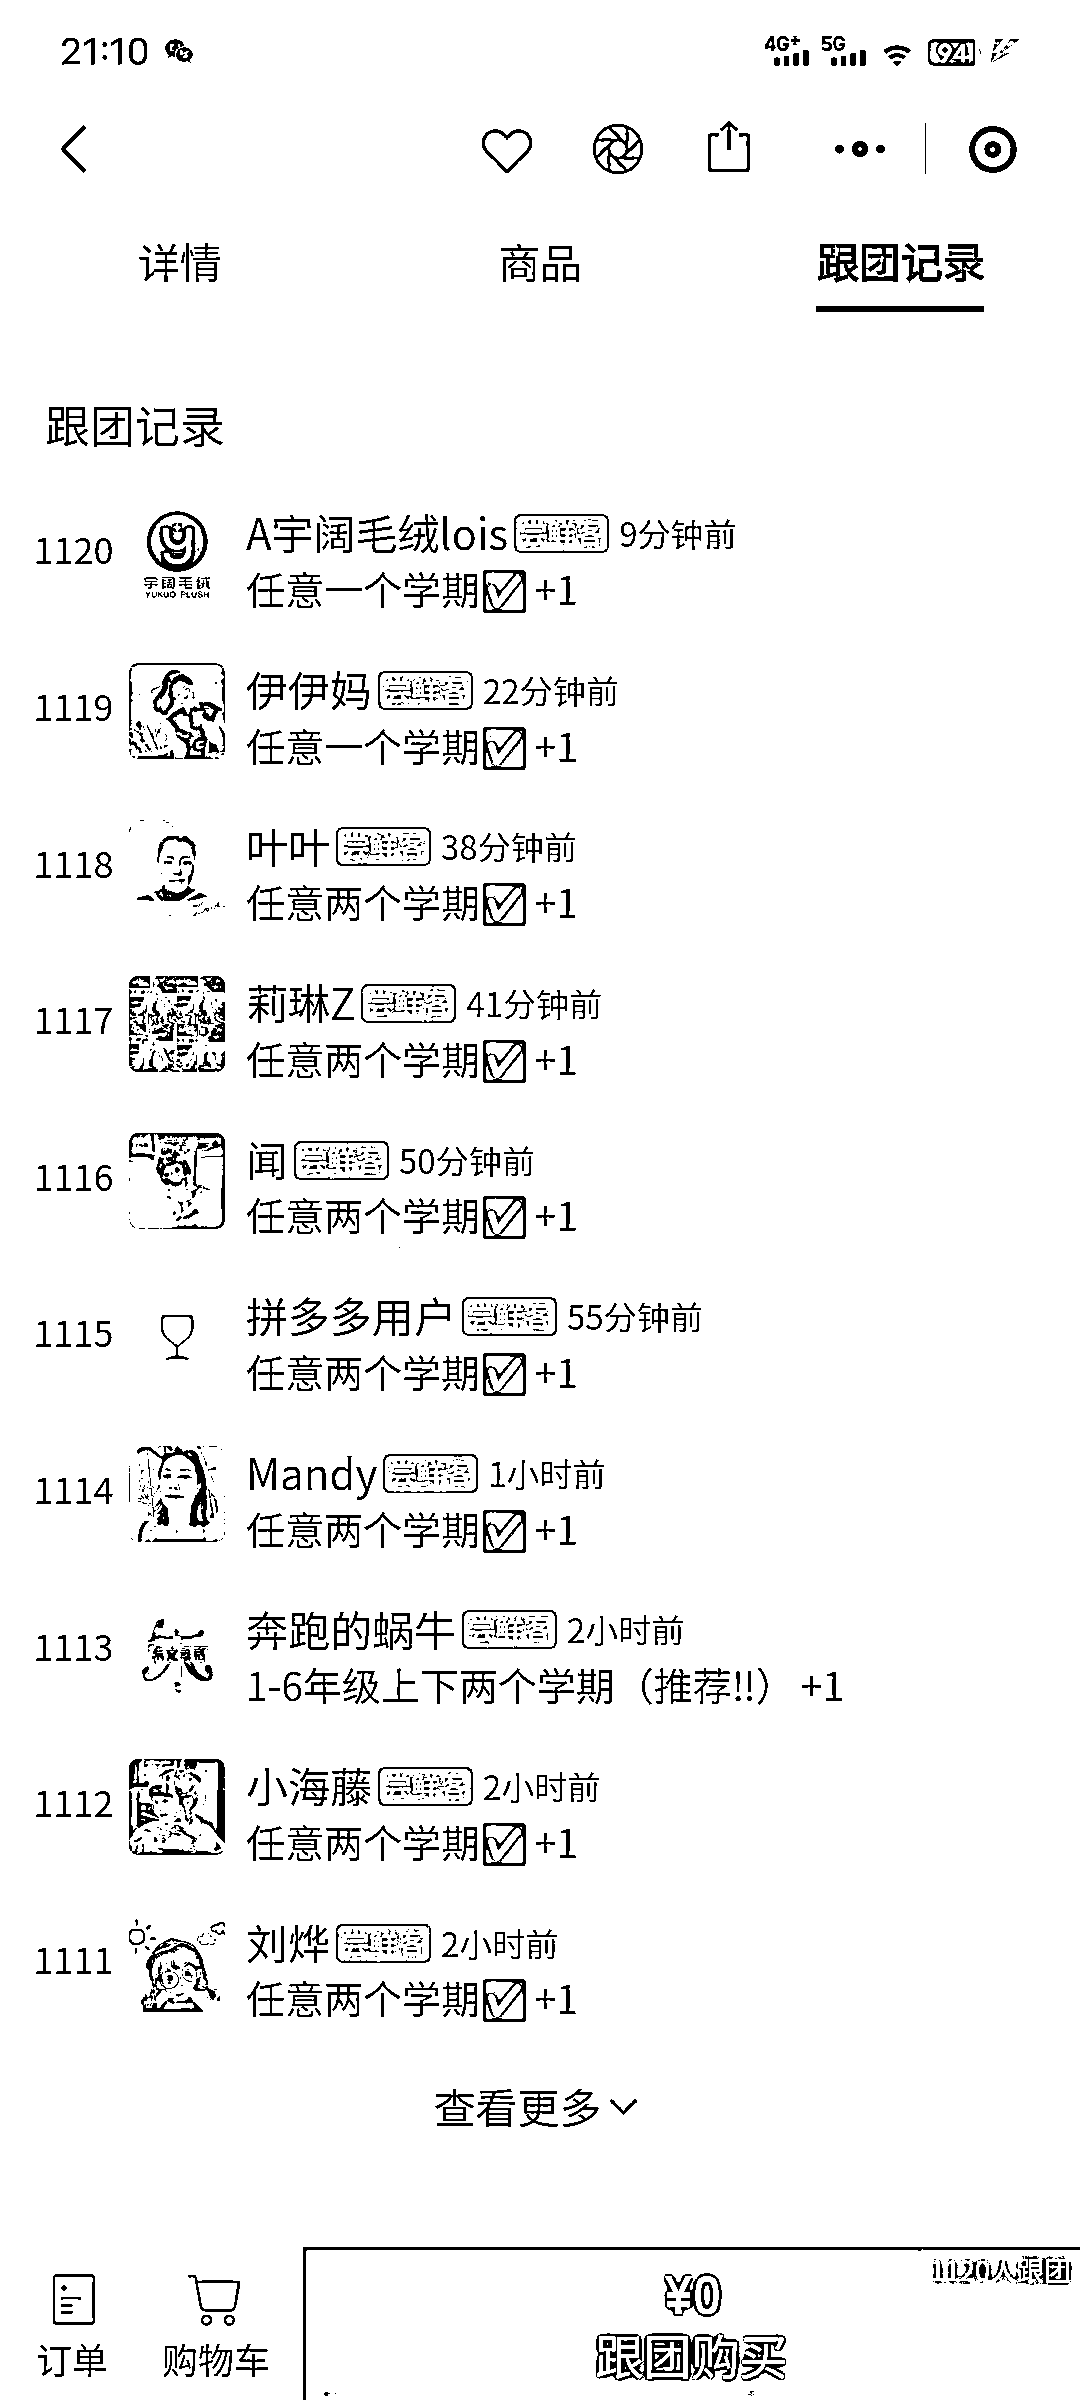 21:10 4G+ 5G 94
详情 商品 跟团记录
跟团记录
1120 A宇阔毛绒lois 尝鲜客 9分钟前
宇阔毛绒
YUKUO PLUSH
任意一个学期☑ +1
1119 伊伊妈 尝鲜客 22分钟前
任意一个学期☑ +1
1118 叶叶 尝鲜客 38分钟前
任意两个学期☑ +1
1117 莉琳Z 尝鲜客 41分钟前
任意两个学期☑ +1
1116 闻 尝鲜客 50分钟前
任意两个学期☑ +1
1115 拼多多用户 尝鲜客 55分钟前
任意两个学期☑ +1
1114 Mandy 尝鲜客 1小时前
任意两个学期☑ +1
1113 奔跑的蜗牛 尝鲜客 2小时前
1-6年级上下两个学期（推荐!!） +1
1112 小海藤 尝鲜客 2小时前
任意两个学期☑ +1
1111 刘烨 尝鲜客 2小时前
任意两个学期☑ +1
查看更多
1120人跟团
¥0
订单 购物车 跟团购买